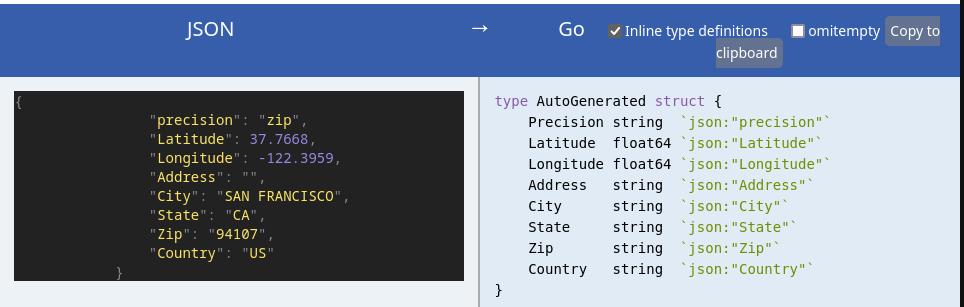 JSON → Go Inline type definitions omitempty Copy to
clipboard
{
"precision": "zip",
"Latitude": 37.7668,
"Longitude": -122.3959,
"Address": "",
"City": "SAN FRANCISCO",
"State": "CA",
"Zip": "94107",
"Country": "US"
}
type AutoGenerated struct {
Precision string `json:"precision"`
Latitude float64 `json:"Latitude"`
Longitude float64 `json:"Longitude"`
Address string `json:"Address"`
City string `json:"City"`
State string `json:"State"`
Zip string `json:"Zip"`
Country string `json:"Country"`
}